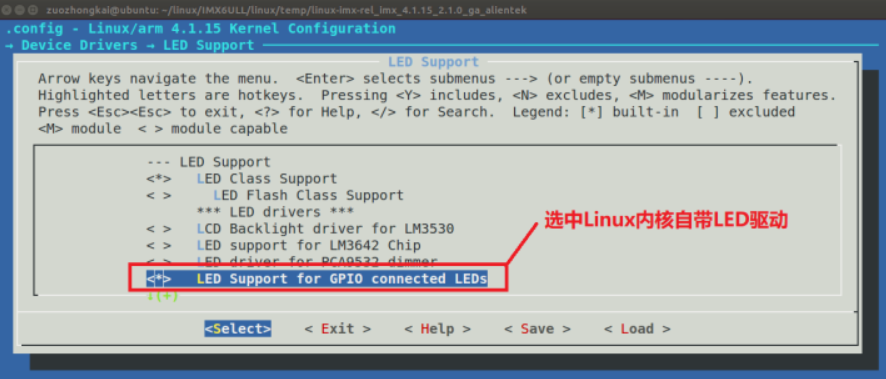 zuozhongkai@ubuntu: ~/linux/IMX6ULL/linux/temp/linux-imx-rel_imx_4.1.15_2.1.0_ga_alientek
.config - Linux/arm 4.1.15 Kernel Configuration
→ Device Drivers → LED Support
LED Support
Arrow keys navigate the menu. <Enter> selects submenus ---> (or empty submenus ----).
Highlighted letters are hotkeys. Pressing <Y> includes, <N> excludes, <M> modularizes features.
Press <Esc><Esc> to exit, <?> for Help, </> for Search. Legend: [*] built-in [ ] excluded
<M> module < > module capable
--- LED Support
<*> LED Class Support
< > LED Flash Class Support
*** LED drivers ***
< > LCD Backlight driver for LM3530
< > LED support for LM3642 Chip
< > LED driver for PCA9532 dimmer
<*> LED Support for GPIO connected LEDs
↓(+)
选中Linux内核自带LED驱动
<Select> < Exit > < Help > < Save > < Load >